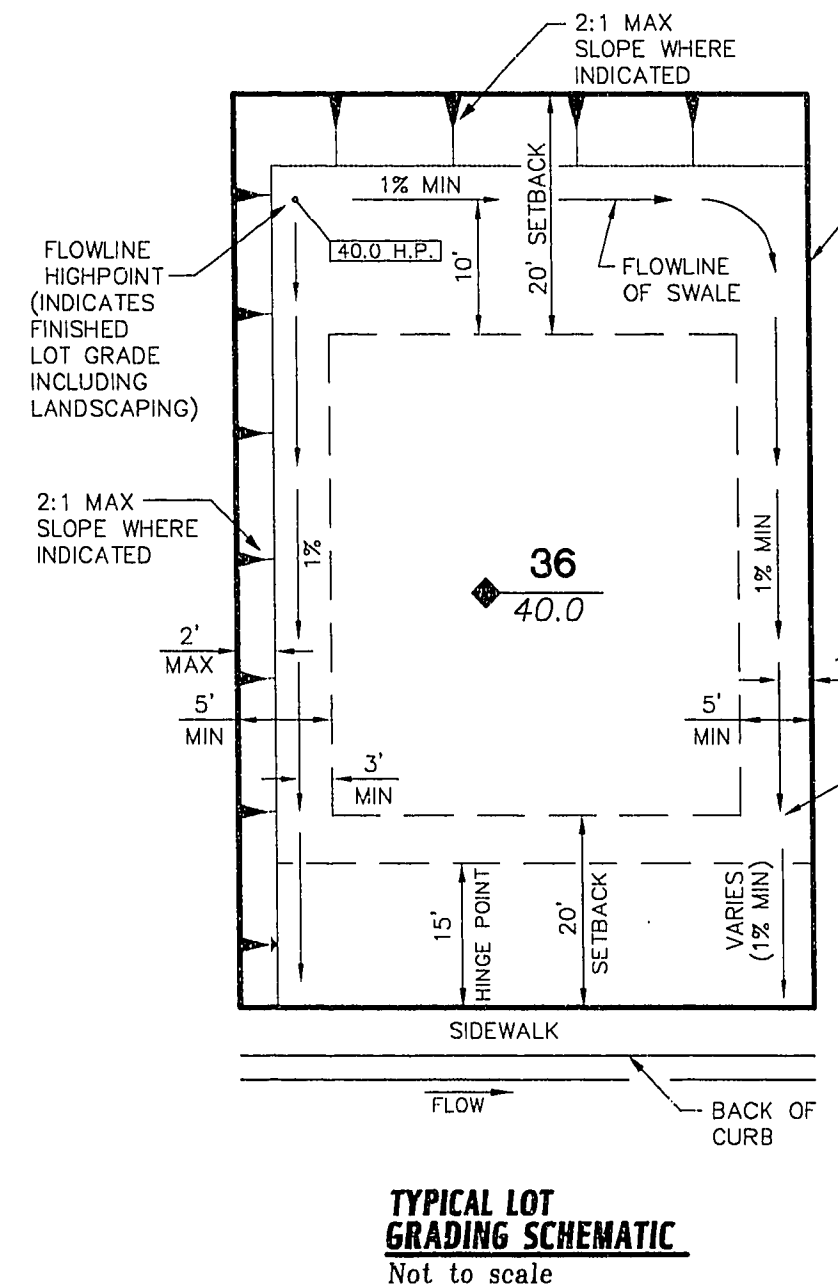 2:1 MAX
SLOPE WHERE
INDICATED
1% MIN
20' SETBACK
FLOWLINE
HIGHPOINT
(INDICATES
FINISHED
LOT GRADE
INCLUDING
LANDSCAPING)
40.0 H.P.
10'
FLOWLINE
OF SWALE
2:1 MAX
SLOPE WHERE
INDICATED
1%
36
40.0
1% MIN
2'
MAX
5'
MIN
5'
MIN
3'
MIN
15'
HINGE POINT
20'
SETBACK
VARIES
(1% MIN)
SIDEWALK
FLOW
BACK OF
CURB
TYPICAL LOT
GRADING SCHEMATIC
Not to scale